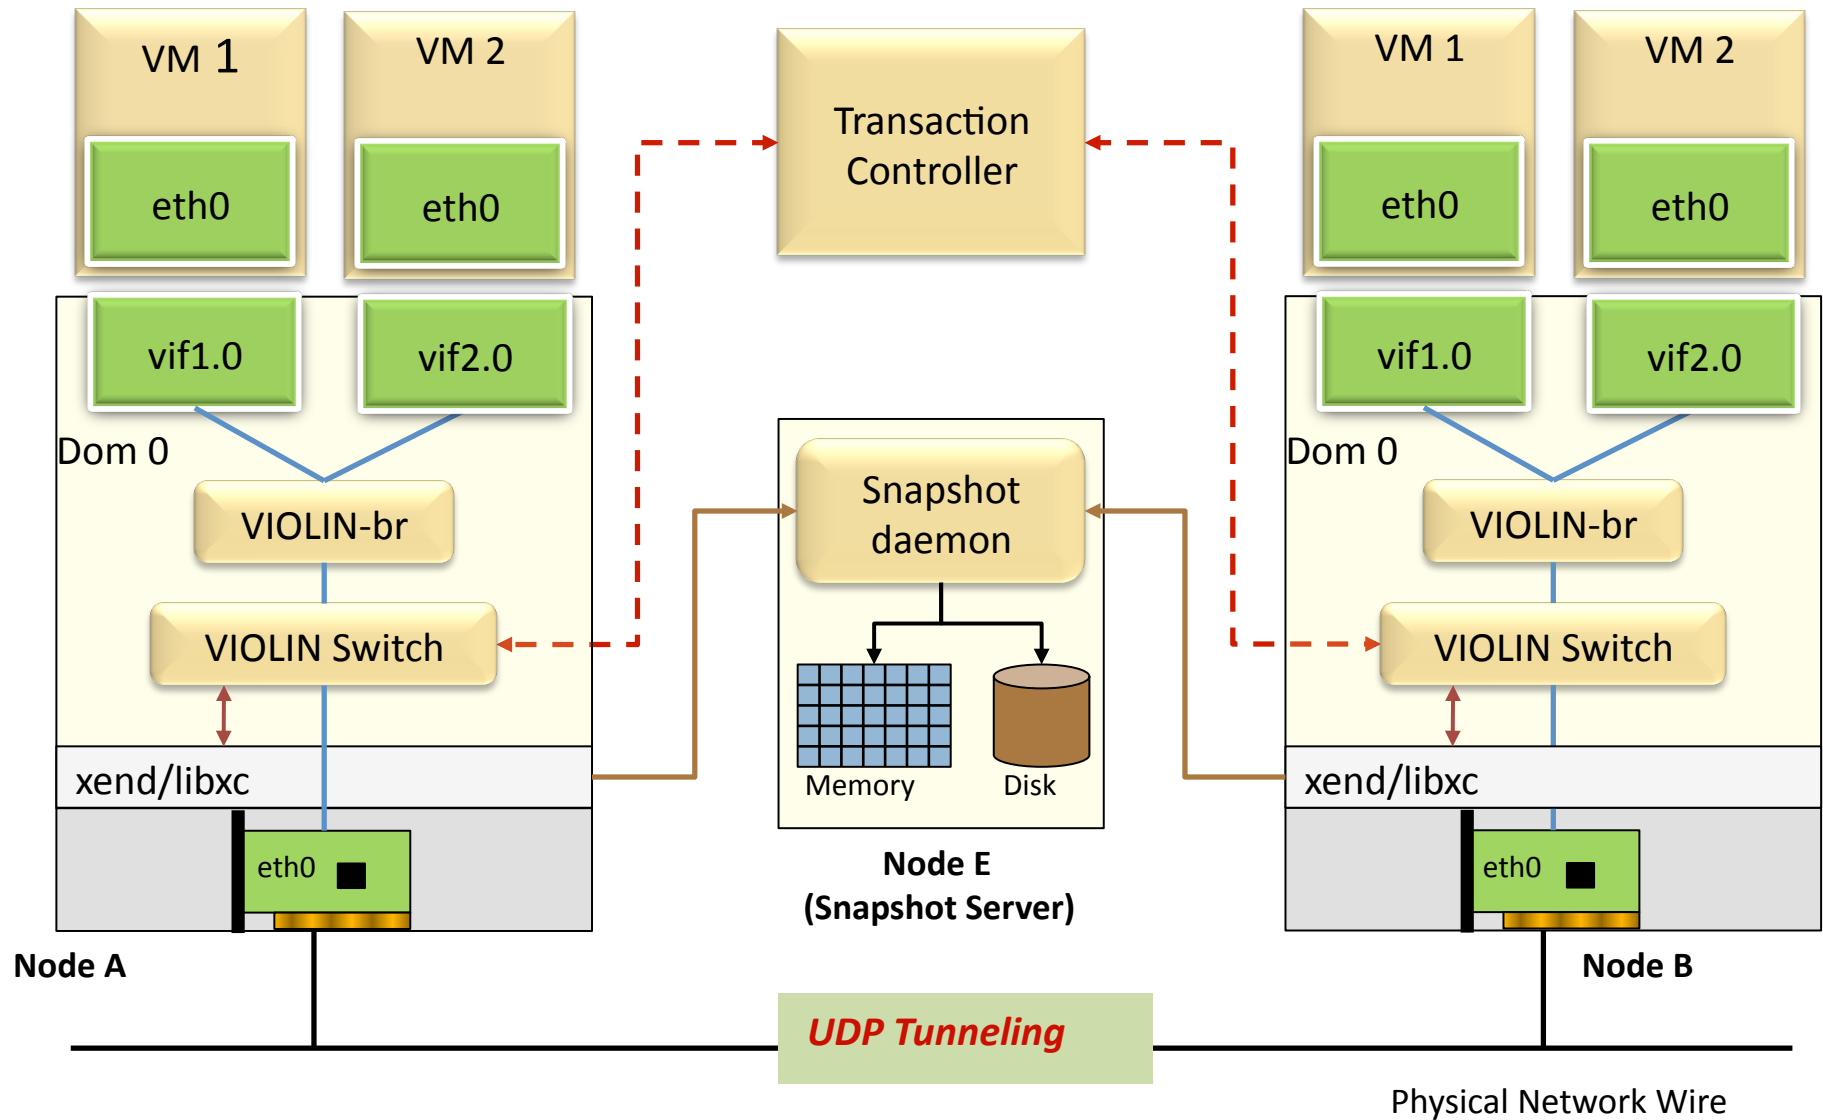 VM 1
VM 2
eth0
eth0
vif1.0
vif2.0
Dom 0
VIOLIN-br
VIOLIN Switch
xend/libxc
eth0
Node A
Transaction
Controller
Snapshot
daemon
Memory
Disk
Node E
(Snapshot Server)
VM 1
VM 2
eth0
eth0
vif1.0
vif2.0
Dom 0
VIOLIN-br
VIOLIN Switch
xend/libxc
eth0
Node B
UDP Tunneling
Physical Network Wire